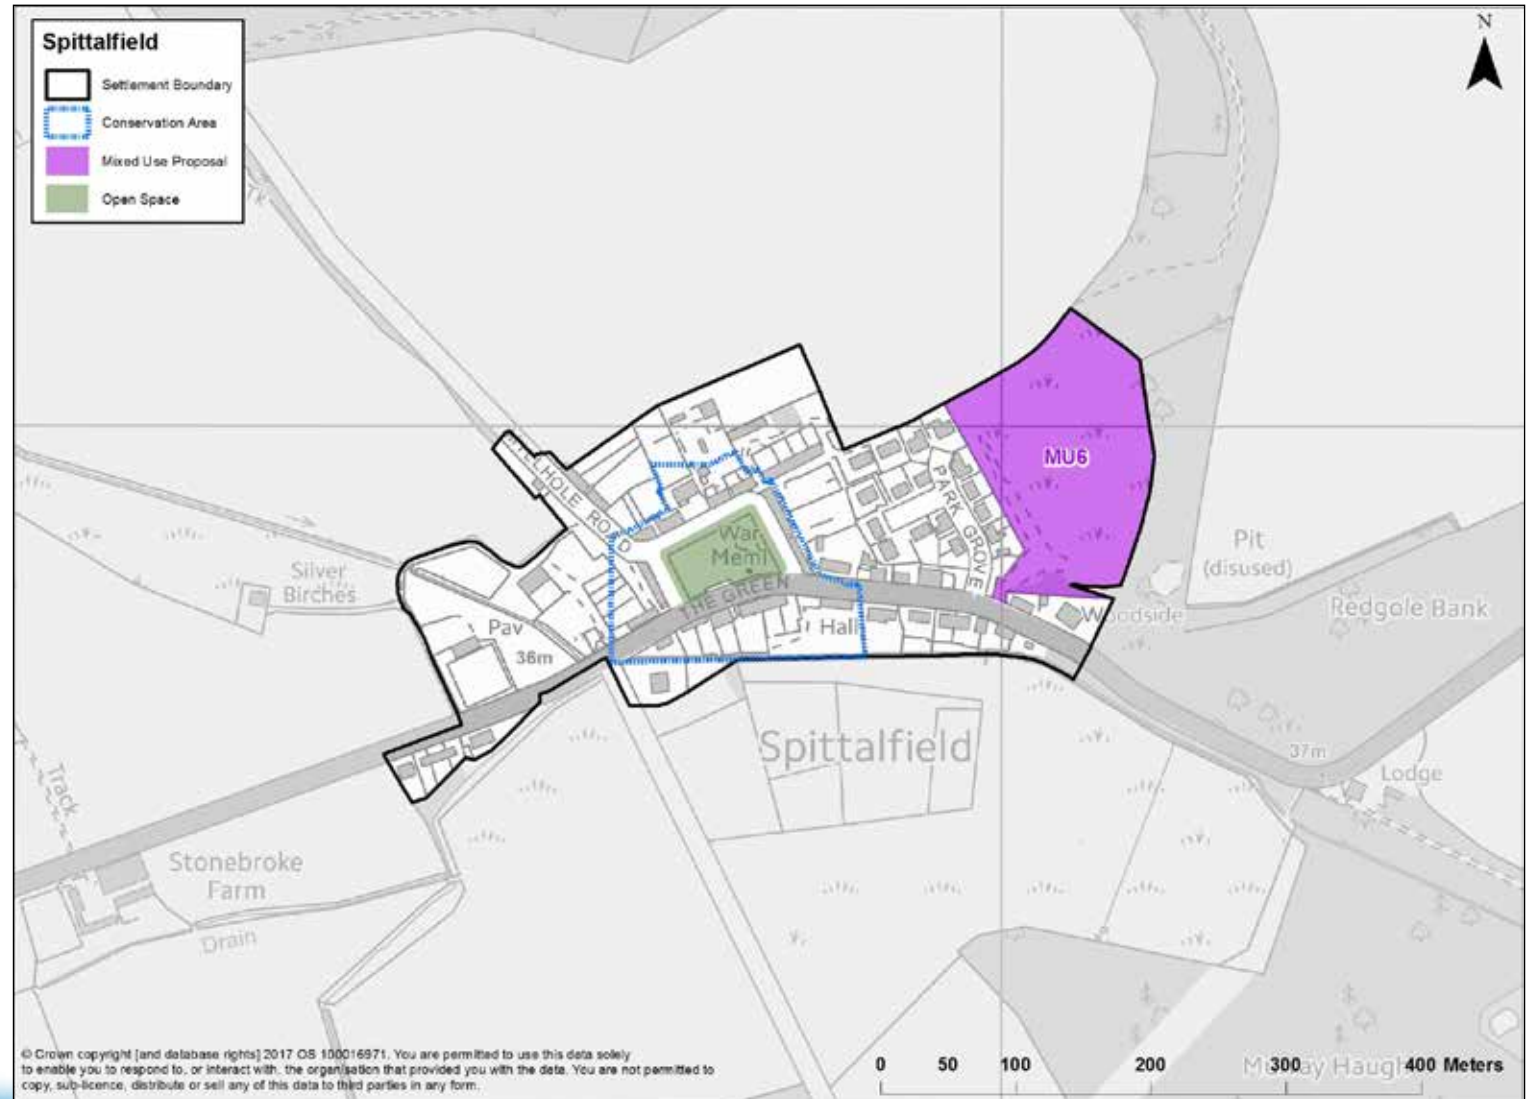 Spittalfield
Settlement Boundary
Conservation Area
Mixed Use Proposal
Open Space
N
MU6
PARK GROVE
War
Meml
THE GREEN
Pit
(disused)
Silver
Birches
Redgole Bank
Woodside
Pav
Hall
36m
Spittalfield
37m
Lodge
Track
Stonebroke
Farm
Drain
© Crown copyright [and database rights] 2017 OS 100016971. You are permitted to use this data solely
to enable you to respond to, or interact with, the organisation that provided you with the data. You are not permitted to
copy, sub-licence, distribute or sell any of this data to third parties in any form.
0 50 100 200 300 400 Meters